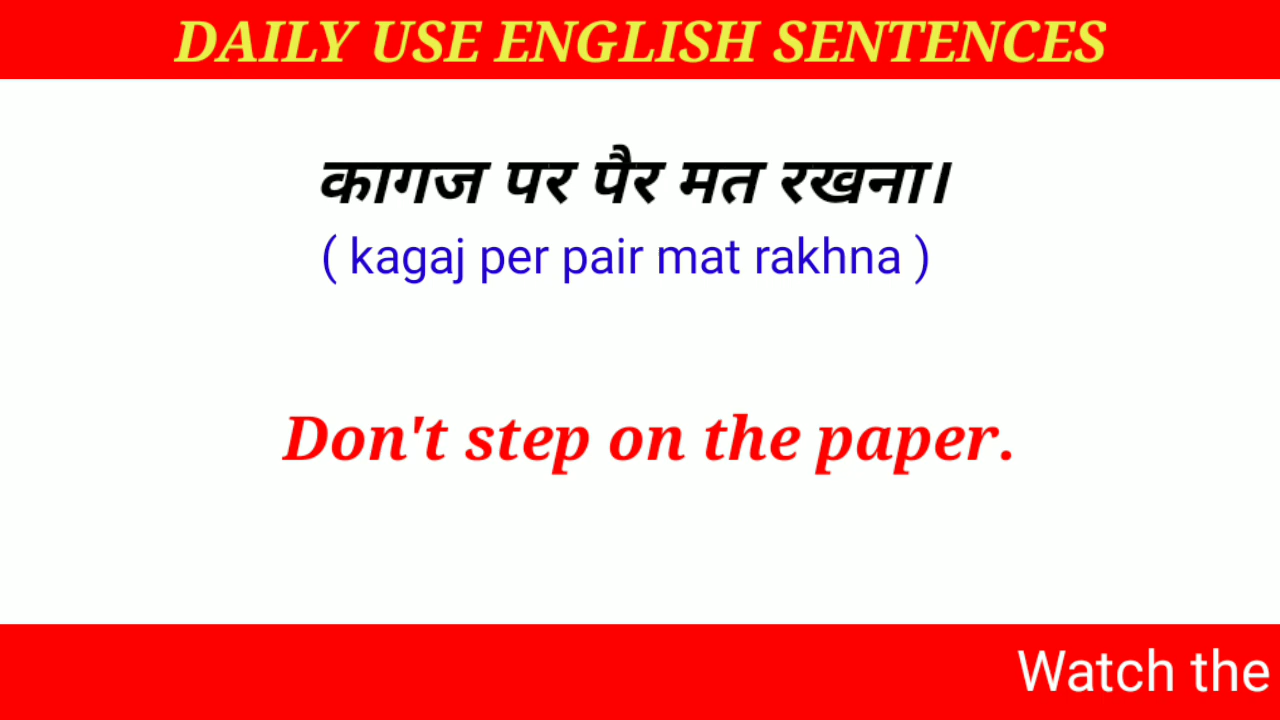 DAILY USE ENGLISH SENTENCES
कागज पर पैर मत रखना।
( kagaj per pair mat rakhna )
Don't step on the paper.
Watch the